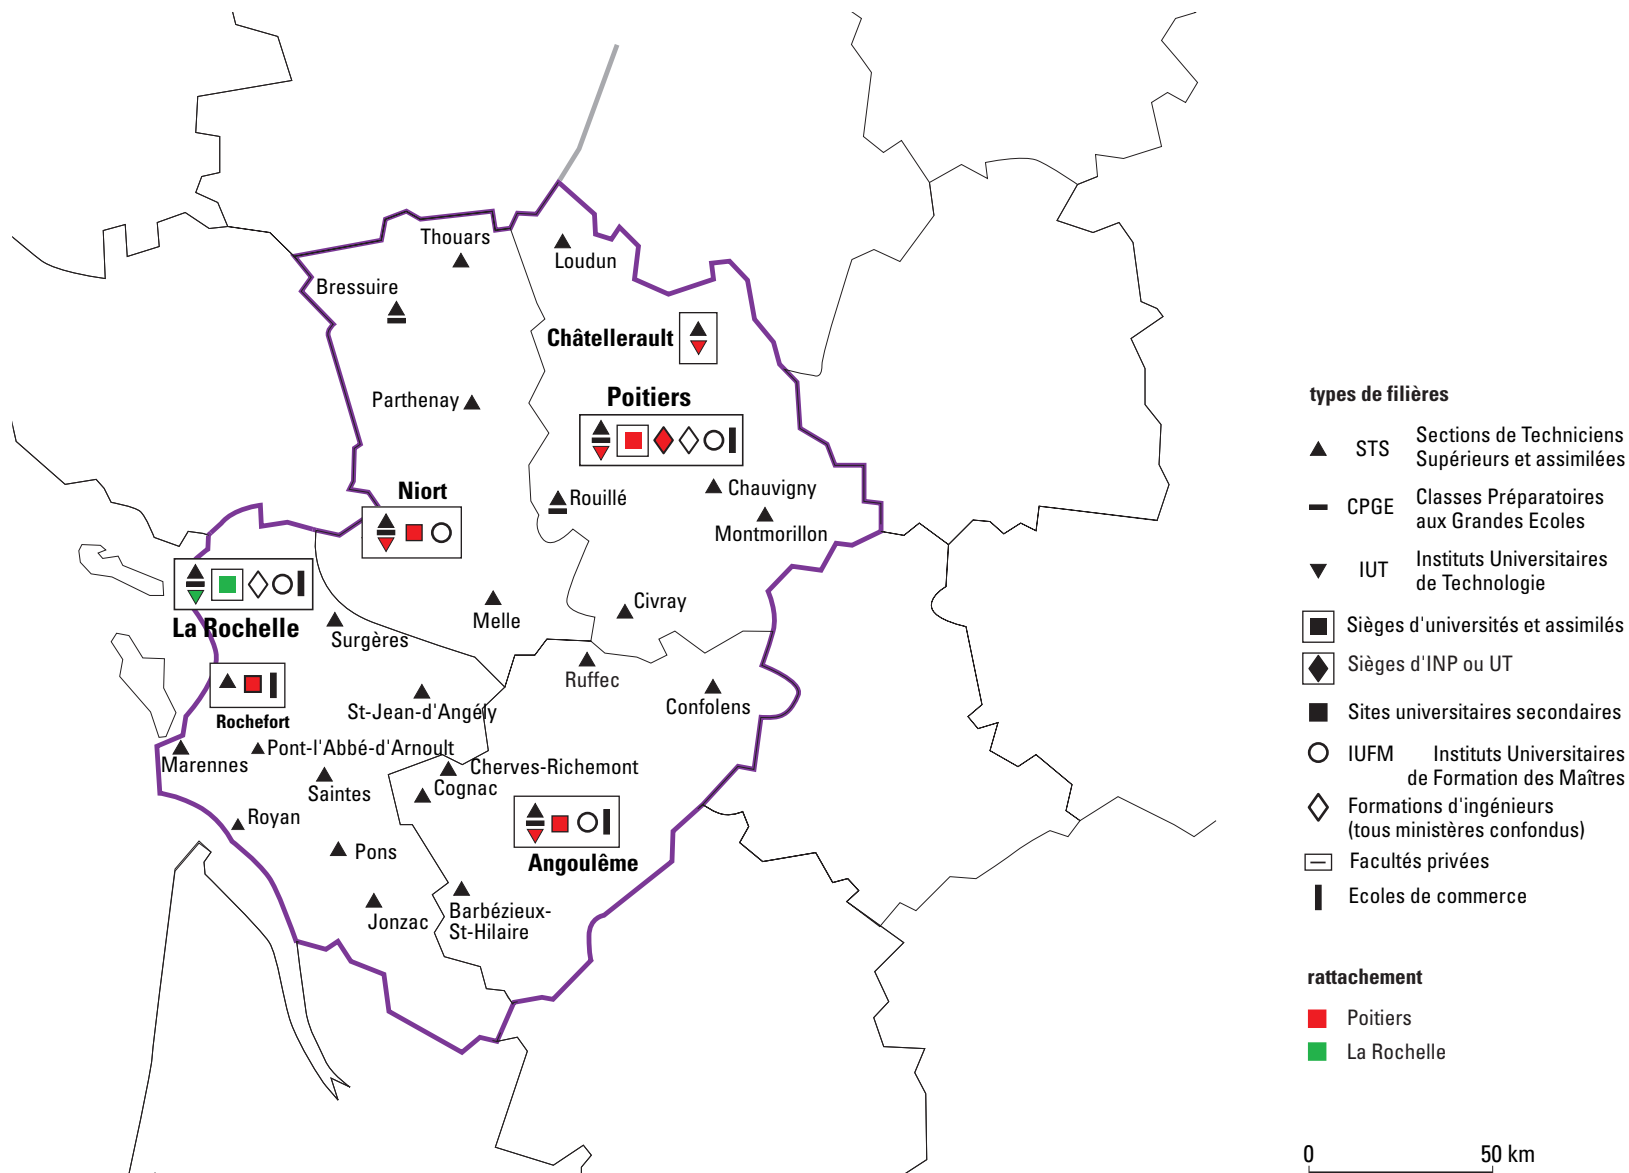 Thouars
Loudun
Bressuire
Châtellerault
Parthenay
Poitiers
Niort
Rouillé
Chauvigny
Montmorillon
La Rochelle
Surgères
Melle
Civray
Ruffec
Rochefort
St-Jean-d'Angély
Confolens
Marennes
Pont-l'Abbé-d'Arnoult
Cherves-Richemont
Saintes
Cognac
Royan
Pons
Angoulême
Jonzac
Barbézieux-
St-Hilaire
types de filières
STS Sections de Techniciens
Supérieurs et assimilées
CPGE Classes Préparatoires
aux Grandes Ecoles
IUT Instituts Universitaires
de Technologie
Sièges d'universités et assimilés
Sièges d'INP ou UT
Sites universitaires secondaires
IUFM Instituts Universitaires
de Formation des Maîtres
Formations d'ingénieurs
(tous ministères confondus)
Facultés privées
Ecoles de commerce
rattachement
Poitiers
La Rochelle
0 50 km